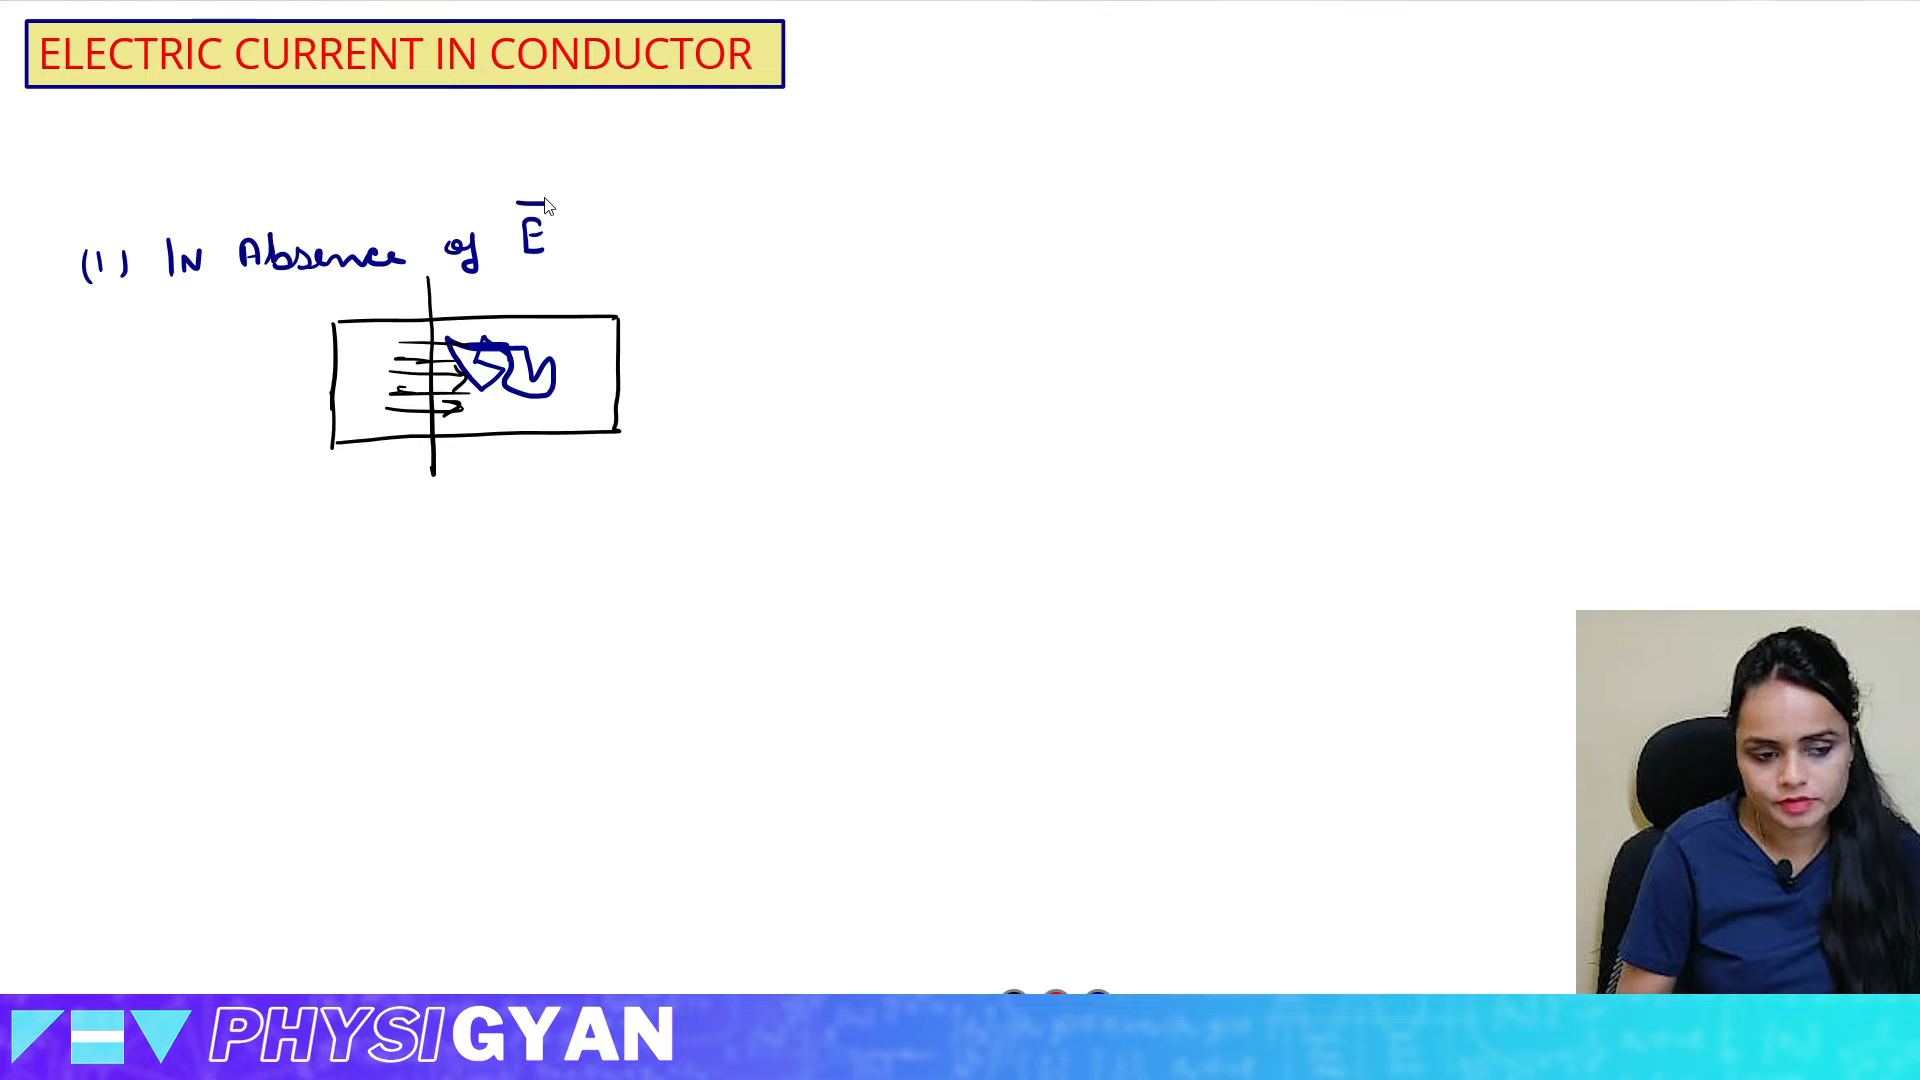 ELECTRIC CURRENT IN CONDUCTOR
(1) IN Absence of E
PHYSIGYAN